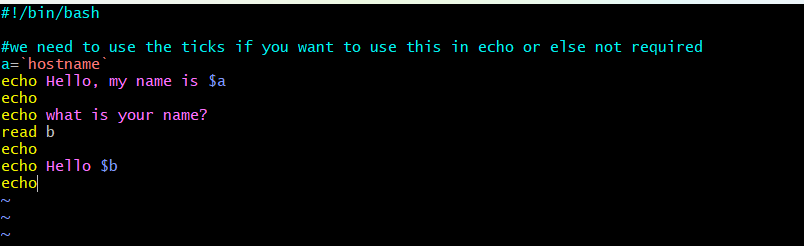 #!/bin/bash
#we need to use the ticks if you want to use this in echo or else not required
a=`hostname`
echo Hello, my name is $a
echo
echo what is your name?
read b
echo
echo Hello $b
echo
~
~
~